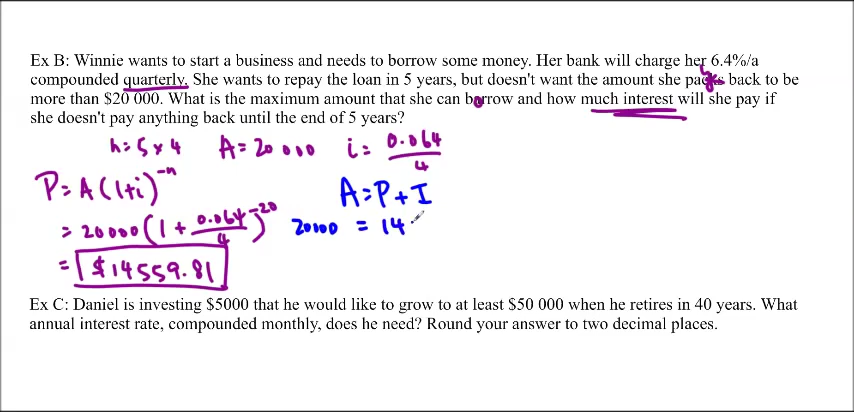 Ex B: Winnie wants to start a business and needs to borrow some money. Her bank will charge her 6.4%/a
compounded quarterly. She wants to repay the loan in 5 years, but doesn't want the amount she pays back to be
more than $20 000. What is the maximum amount that she can borrow and how much interest will she pay if
she doesn't pay anything back until the end of 5 years?
n=5×4 A=20000 i=0.064/4
P=A(1+i)^-n A=P+I
=20000(1+0.064/4)^-20 20000 = 14
=$14559.81
Ex C: Daniel is investing $5000 that he would like to grow to at least $50 000 when he retires in 40 years. What
annual interest rate, compounded monthly, does he need? Round your answer to two decimal places.